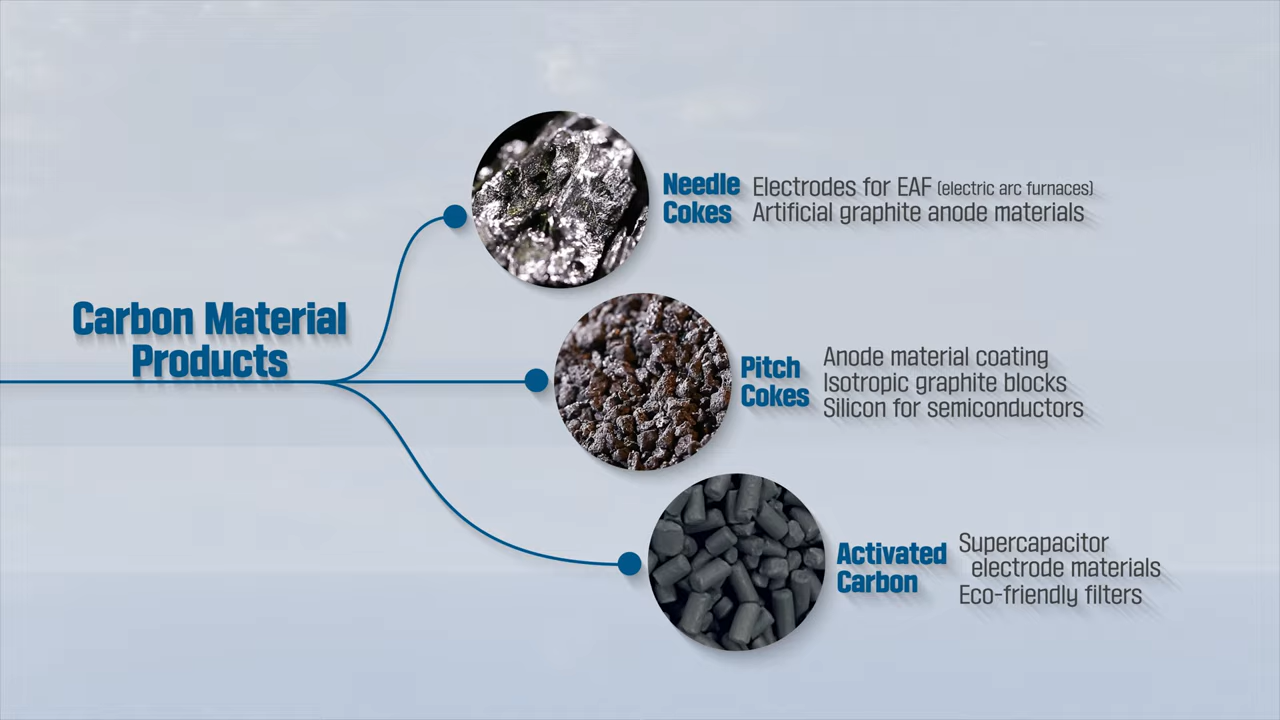 Carbon Material
Products
Needle
Cokes
Electrodes for EAF (electric arc furnaces)
Artificial graphite anode materials
Pitch
Cokes
Anode material coating
Isotropic graphite blocks
Silicon for semiconductors
Activated
Carbon
Supercapacitor
electrode materials
Eco-friendly filters